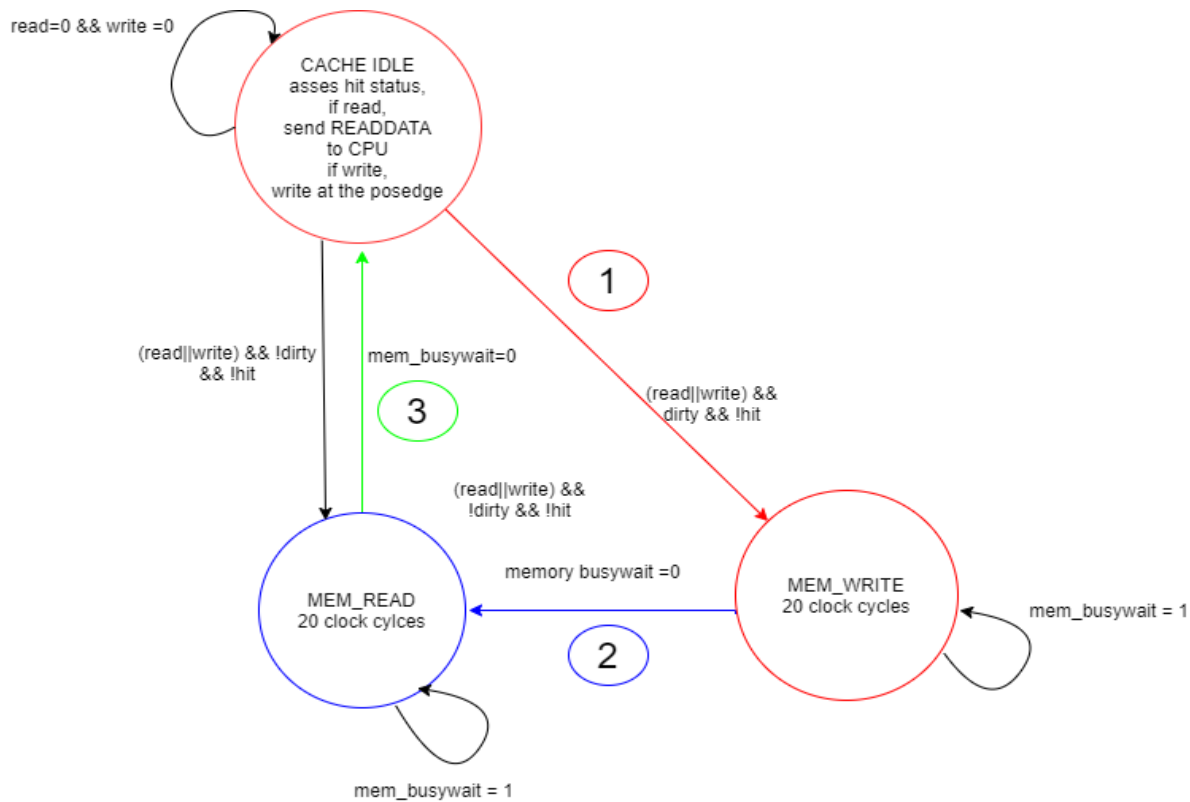 read=0 && write =0
CACHE IDLE
asses hit status,
if read,
send READDATA
to CPU
if write,
write at the posedge
1
(read||write) && !dirty
&& !hit
mem_busywait=0
3
(read||write) &&
dirty && !hit
(read||write) &&
!dirty && !hit
memory busywait =0
2
MEM_READ
20 clock cylces
MEM_WRITE
20 clock cycles
mem_busywait = 1
mem_busywait = 1